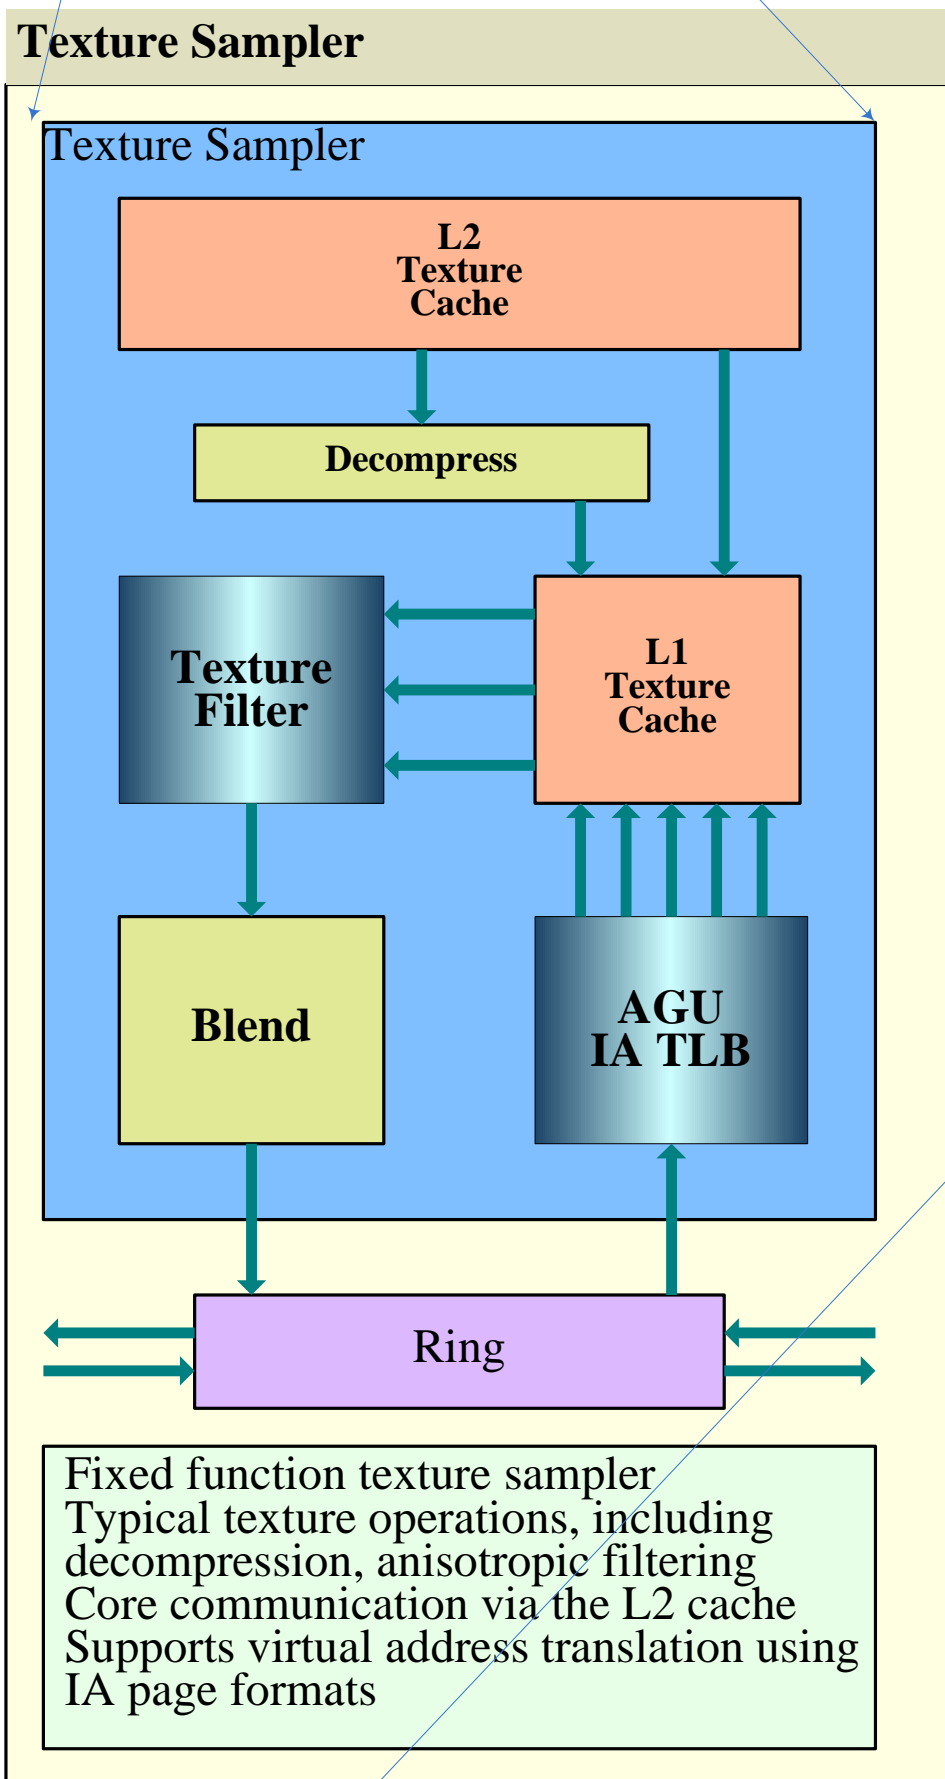 Texture Sampler
Texture Sampler
L2
Texture
Cache
Decompress
Texture
Filter
L1
Texture
Cache
Blend
AGU
IA TLB
Ring
Fixed function texture sampler
Typical texture operations, including
decompression, anisotropic filtering
Core communication via the L2 cache
Supports virtual address translation using
IA page formats